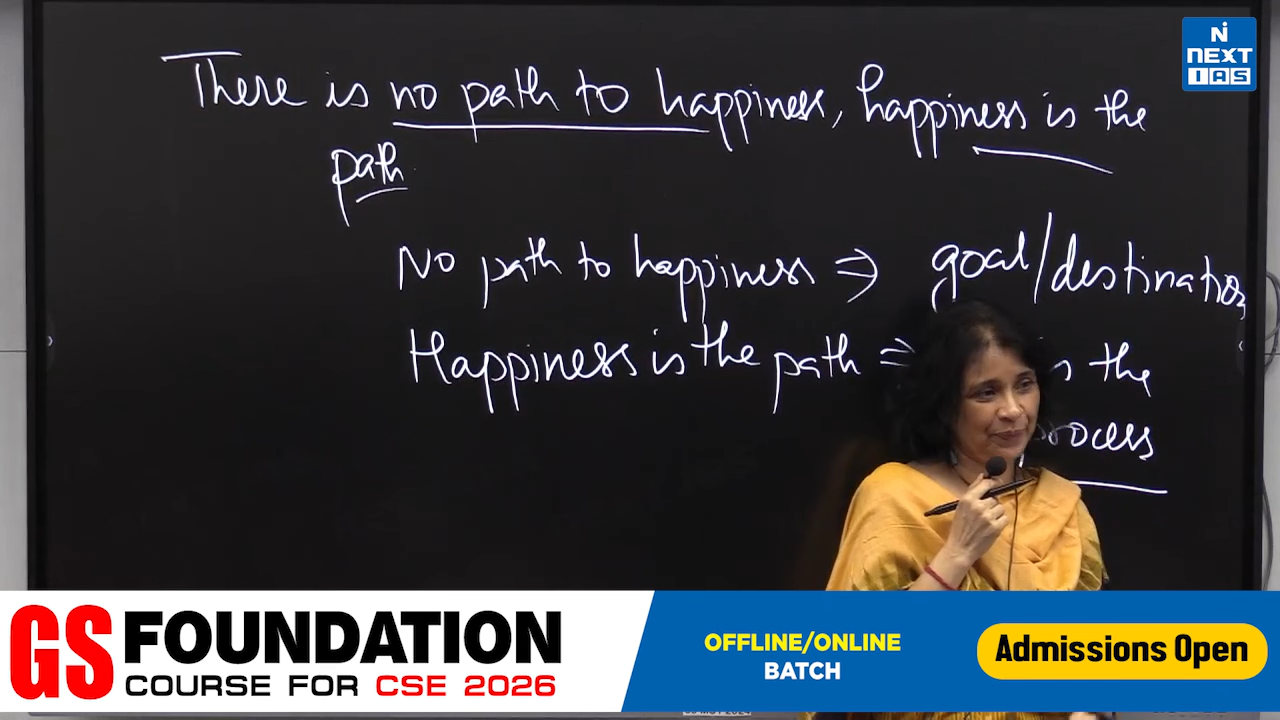 There is no path to happiness, happiness is the
path.
No path to happiness ⇒ goal/destination
Happiness is the path ⇒ the
process
N
NEXT
IAS
GS FOUNDATION
COURSE FOR CSE 2026
OFFLINE/ONLINE
BATCH
Admissions Open